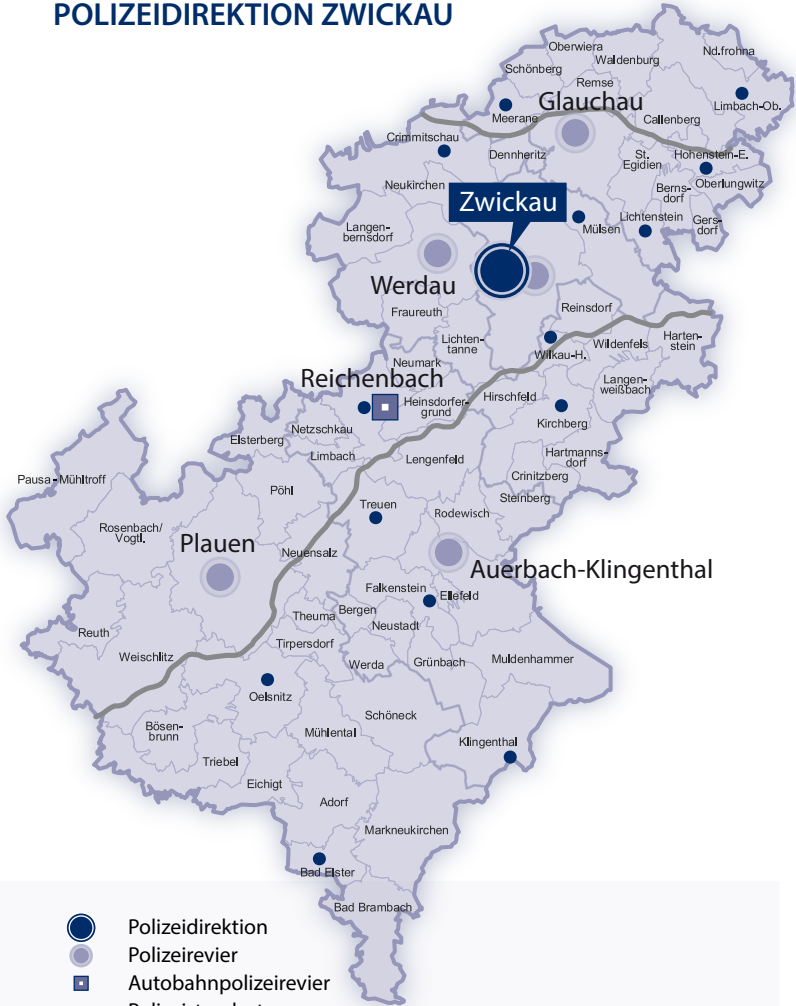 POLIZEIDIREKTION ZWICKAU
Oberwiera
Waldenburg
Nd.frohna
Schönberg
Remse
Glauchau
Limbach-Ob.
Meerane
Callenberg
Crimmitschau
Dennheritz
St.
Egidien
Hohenstein-E.
Neukirchen
Berns-
dorf
Oberlungwitz
Zwickau
Lichtenstein
Gers-
dorf
Mülsen
Langen-
bernsdorf
Werdau
Fraureuth
Reinsdorf
Lichten-
tanne
Wilkau-H.
Wildenfels
Harten-
stein
Neumark
Reichenbach
Langen-
weißbach
Heinsdorfer-
grund
Hirschfeld
Kirchberg
Netzschkau
Elsterberg
Limbach
Lengenfeld
Hartmanns-
dorf
Crinitzberg
Pausa-Mühltroff
Pöhl
Steinberg
Treuen
Rodewisch
Rosenbach/
Vogtl.
Plauen
Neuensalz
Auerbach-Klingenthal
Falkenstein
Ellefeld
Theuma
Bergen
Neustadt
Reuth
Tirpersdorf
Weischlitz
Werda
Grünbach
Muldenhammer
Oelsnitz
Schöneck
Bösen-
brunn
Mühlental
Klingenthal
Triebel
Eichigt
Adorf
Markneukirchen
Bad Elster
Bad Brambach
Polizeidirektion
Polizeirevier
Autobahnpolizeirevier